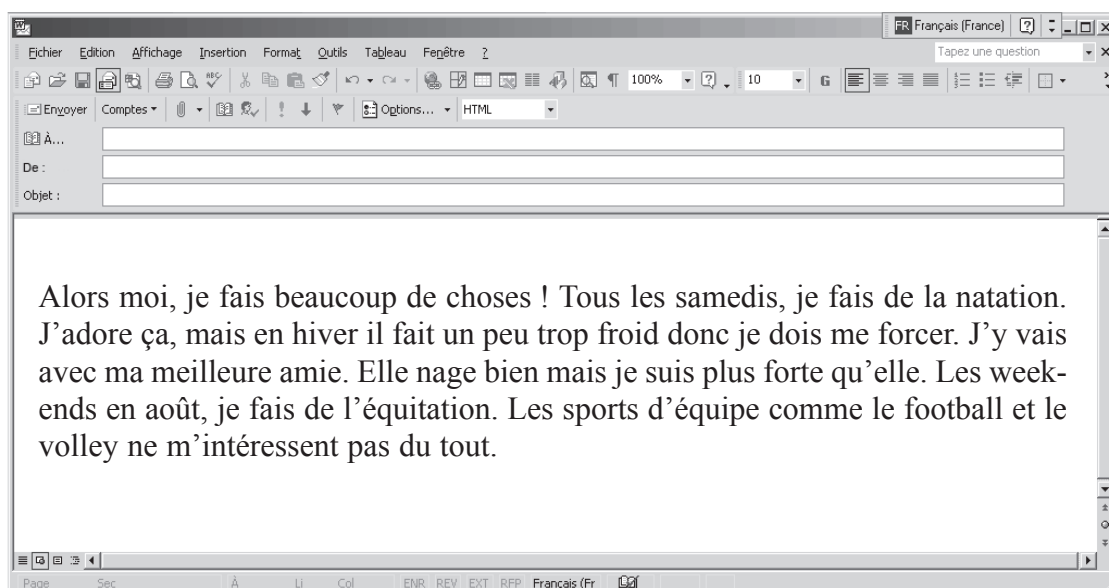 FR Français (France)
Fichier Edition Affichage Insertion Format Outils Tableau Fenêtre ? Tapez une question
100% 10 G
Envoyer Comptes Options... HTML
À...
De :
Objet :
Alors moi, je fais beaucoup de choses ! Tous les samedis, je fais de la natation.
J’adore ça, mais en hiver il fait un peu trop froid donc je dois me forcer. J’y vais
avec ma meilleure amie. Elle nage bien mais je suis plus forte qu’elle. Les week-
ends en août, je fais de l’équitation. Les sports d’équipe comme le football et le
volley ne m’intéressent pas du tout.
Page Sec À Li Col ENR REV EXT RFP Français (Fr